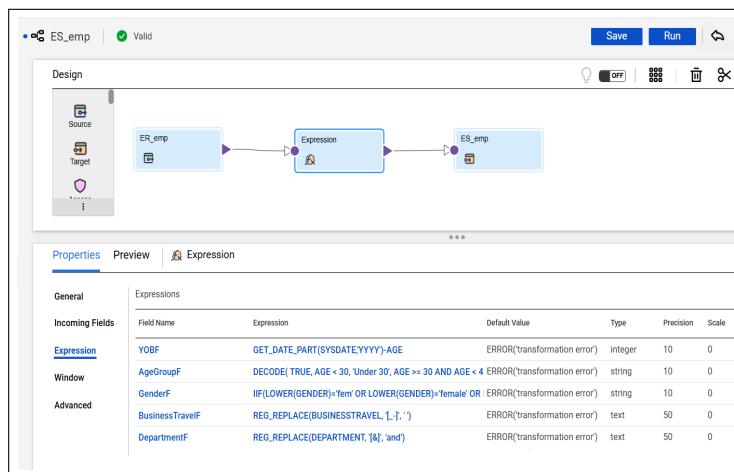 ES_emp Valid Save Run
Design OFF
Source
Target
ER_emp Expression ES_emp
Properties Preview Expression
General Expressions
Incoming Fields Field Name Expression Default Value Type Precision Scale
Expression YOBF GET_DATE_PART(SYSDATE,'YYYY')-AGE ERROR('transformation error') integer 10 0
AgeGroupF DECODE( TRUE, AGE < 30, 'Under 30', AGE >= 30 AND AGE < 4 ERROR('transformation error') string 10 0
Window GenderF IIF(LOWER(GENDER)='fem' OR LOWER(GENDER)='female' OR ERROR('transformation error') string 10 0
Advanced BusinessTravelF REG_REPLACE(BUSINESSTRAVEL, '[_-]', ' ') ERROR('transformation error') text 50 0
DepartmentF REG_REPLACE(DEPARTMENT, '[&]', 'and') ERROR('transformation error') text 50 0